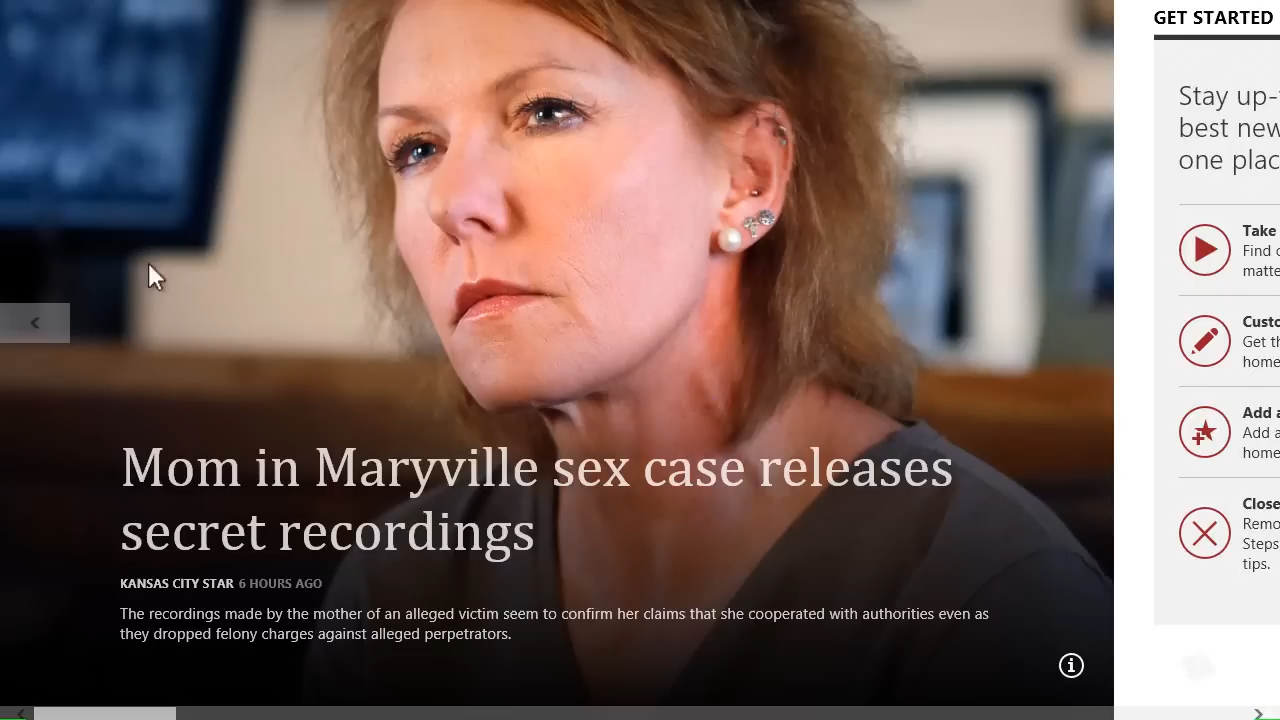 GET STARTED
Mom in Maryville sex case releases
secret recordings
KANSAS CITY STAR 6 HOURS AGO
The recordings made by the mother of an alleged victim seem to confirm her claims that she cooperated with authorities even as
they dropped felony charges against alleged perpetrators.
Stay up-
best new
one plac
Take
Find
matte
Custo
Get th
home
Add a
Add a
home
Close
Remo
Steps
tips.